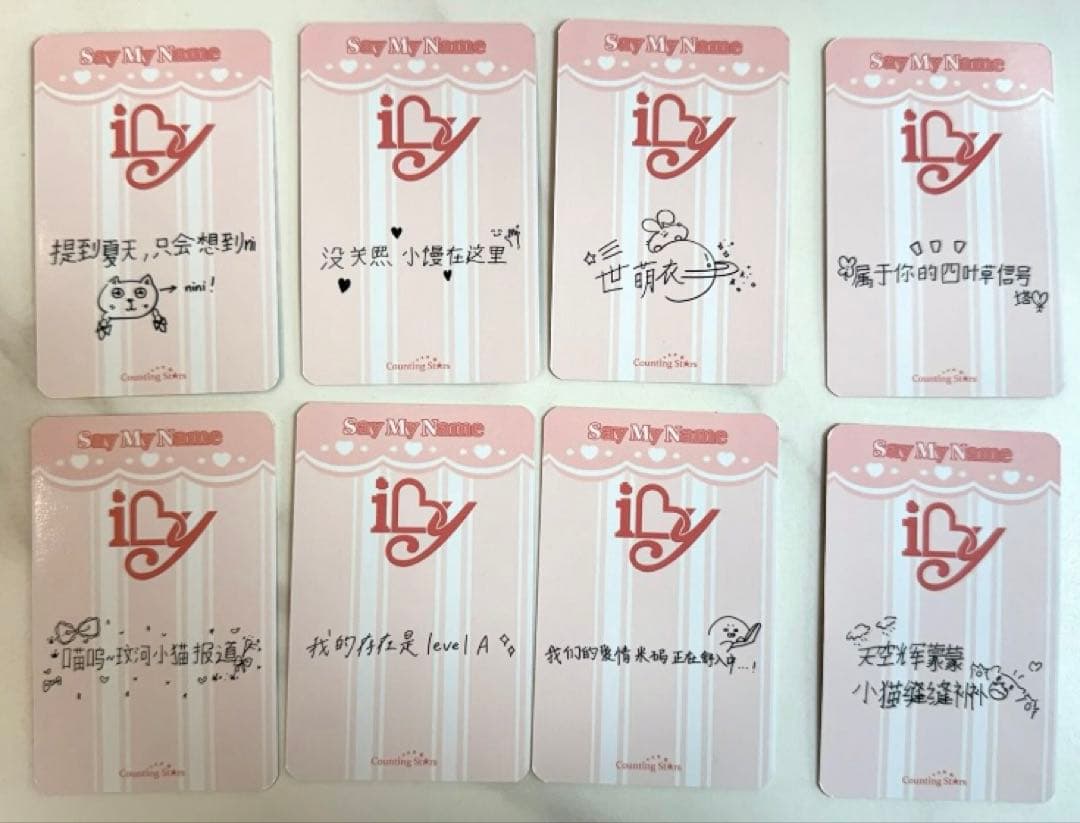 Say My Name
iLy
提到夏天，只会想到ni
→ nini!
Counting Stars
Say My Name
iLy
没关熙 小馒在这里
Counting Stars
Say My Name
iLy
世萌衣
Counting Stars
Say My Name
iLy
属于你的四叶草信号
Counting Stars
Say My Name
iLy
喵呜~玟河小猫报道
Counting Stars
Say My Name
iLy
我的存在是 level A
Counting Stars
Say My Name
iLy
我们的爱情米码正在输入中...!
Counting Stars
Say My Name
iLy
天空辉蒙蒙
小猫缝缝补补
Counting Stars